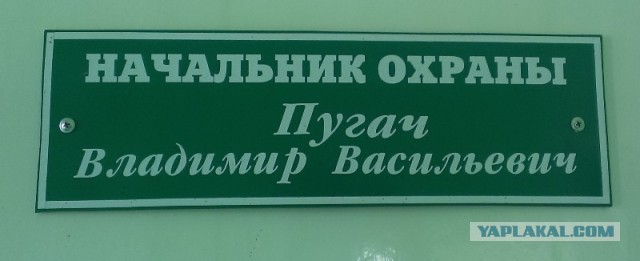 НАЧАЛЬНИК ОХРАНЫ
Пугач
Владимир Васильевич
YAPLAKAL.COM